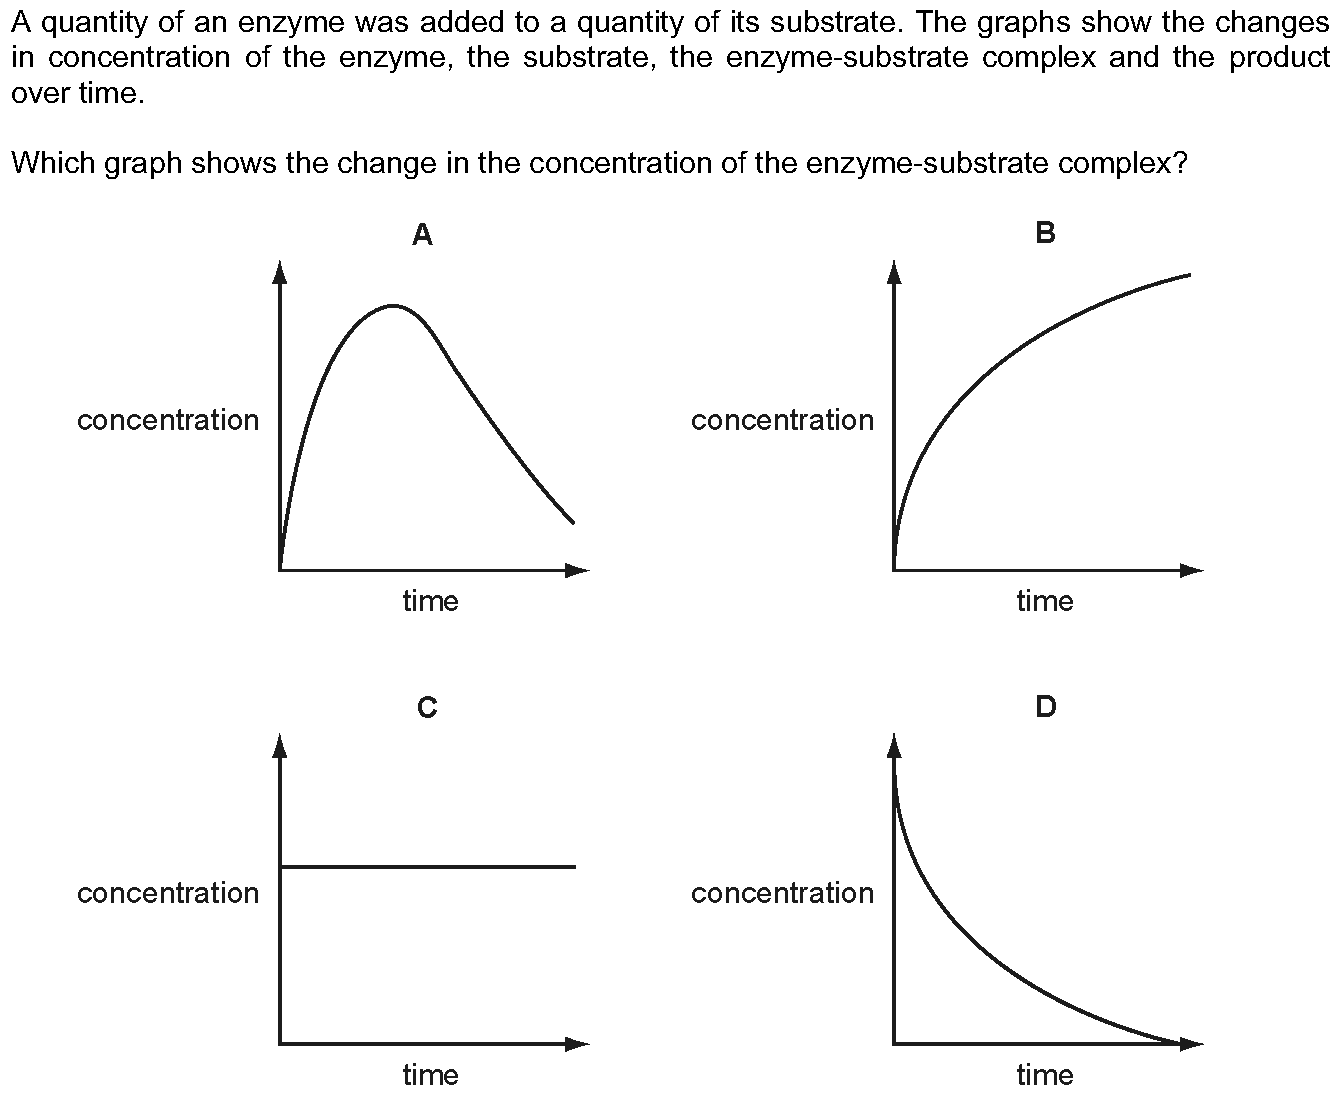 A quantity of an enzyme was added to a quantity of its substrate. The graphs show the changes
in concentration of the enzyme, the substrate, the enzyme-substrate complex and the product
over time.
Which graph shows the change in the concentration of the enzyme-substrate complex?
A
concentration
time
B
concentration
time
C
concentration
time
D
concentration
time